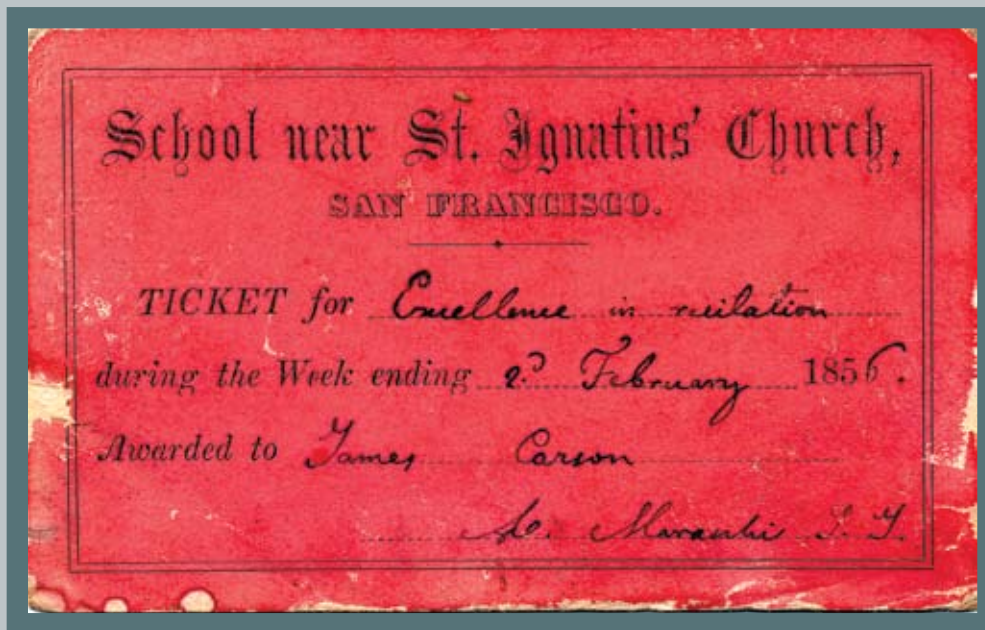 School near St. Ignatius' Church,
SAN FRANCISCO.
TICKET for Excellence in recitation
during the Week ending 2d February 1856.
Awarded to James Carson
A. Maraschi S. J.